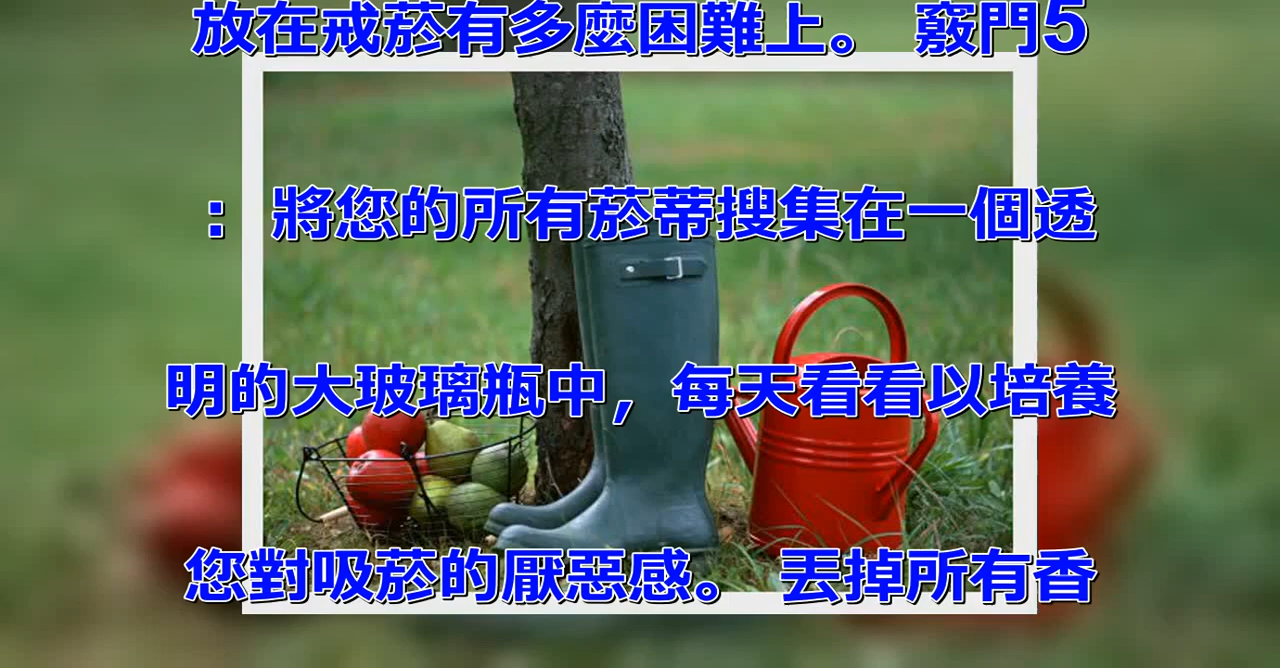 放在戒菸有多麼困難上。 竅門5
： 將您的所有菸蒂搜集在一個透
明的大玻璃瓶中，每天看看以培養
您對吸菸的厭惡感。 丟掉所有香